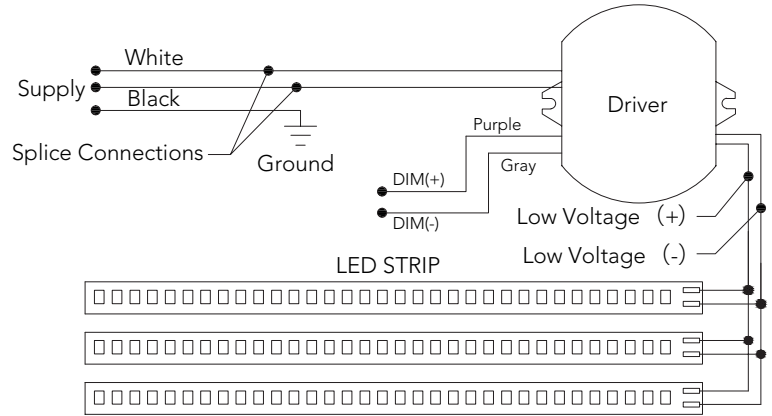 White
Supply
Black
Splice Connections
Ground
Driver
Purple
Gray
DIM(+)
DIM(-)
Low Voltage (+)
Low Voltage (-)
LED STRIP